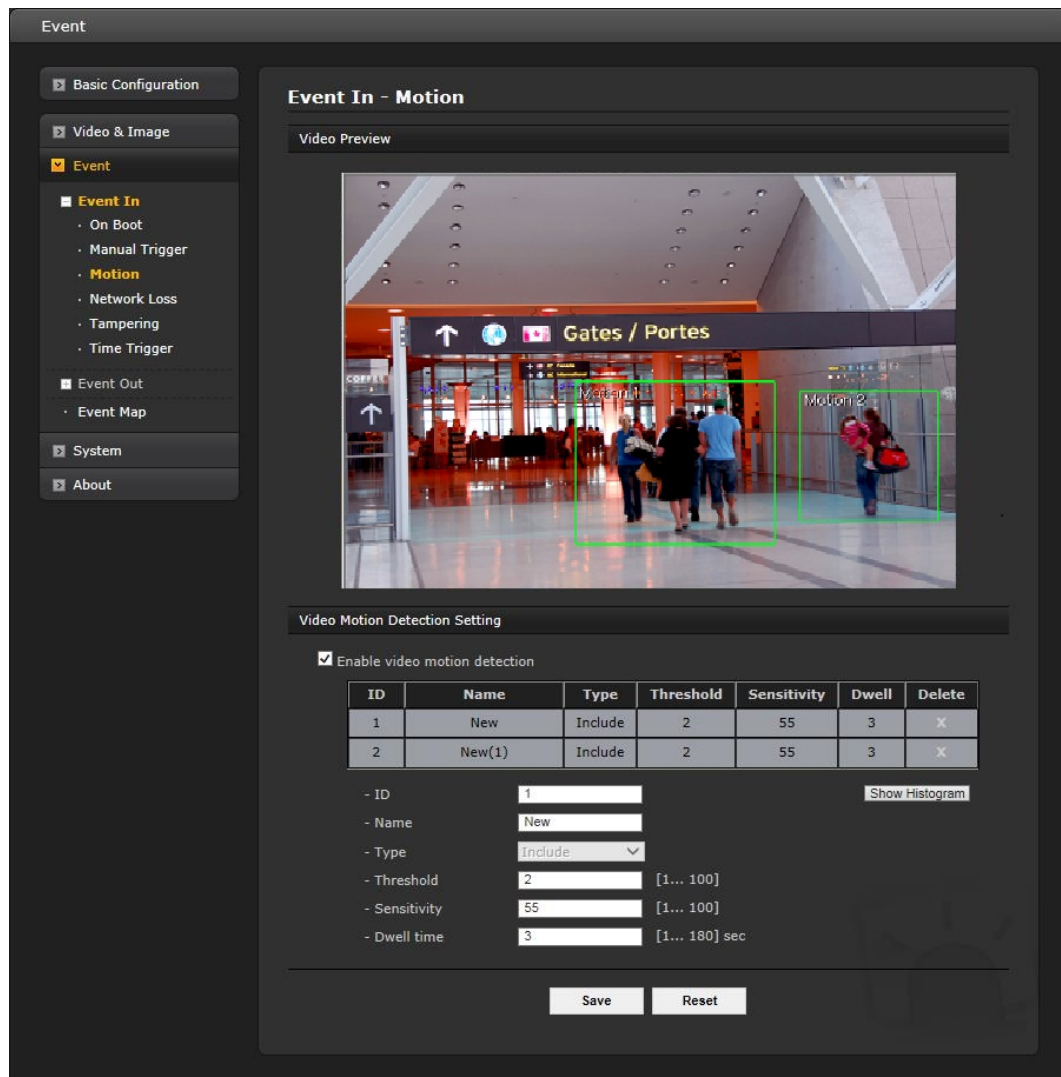 Event
Basic Configuration
Video & Image
Event
Event In
· On Boot
· Manual Trigger
· Motion
· Network Loss
· Tampering
· Time Trigger
Event Out
· Event Map
System
About
Event In - Motion
Video Preview
Gates / Portes
COFFEE
Motion 1
Motion 2
Video Motion Detection Setting
Enable video motion detection
ID Name Type Threshold Sensitivity Dwell Delete
1 New Include 2 55 3 X
2 New(1) Include 2 55 3 X
- ID 1 Show Histogram
- Name New
- Type Include
- Threshold 2 [1... 100]
- Sensitivity 55 [1... 100]
- Dwell time 3 [1... 180] sec
Save Reset